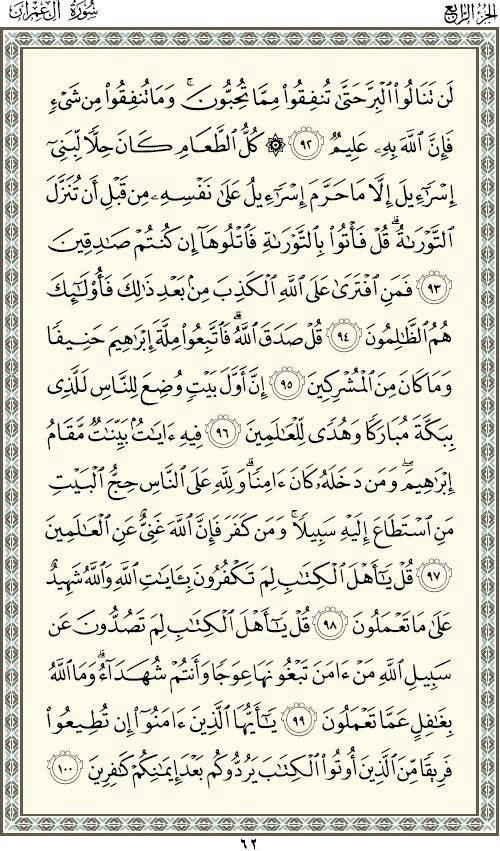 سُورَةُ آلِ عِمْرَانَ الجُزْءُ الرَّابِعُ
لَن تَنَالُوا۟ ٱلْبِرَّ حَتَّىٰ تُنفِقُوا۟ مِمَّا تُحِبُّونَ ۚ وَمَا تُنفِقُوا۟ مِن شَىْءٍ
فَإِنَّ ٱللَّهَ بِهِۦ عَلِيمٌ ٩٢ ۞ كُلُّ ٱلطَّعَامِ كَانَ حِلًّا لِّبَنِىٓ
إِسْرَٰٓءِيلَ إِلَّا مَا حَرَّمَ إِسْرَٰٓءِيلُ عَلَىٰ نَفْسِهِۦ مِن قَبْلِ أَن تُنَزَّلَ
ٱلتَّوْرَىٰةُ ۗ قُلْ فَأْتُوا۟ بِٱلتَّوْرَىٰةِ فَٱتْلُوهَآ إِن كُنتُمْ صَٰدِقِينَ
٩٣ فَمَنِ ٱفْتَرَىٰ عَلَى ٱللَّهِ ٱلْكَذِبَ مِنۢ بَعْدِ ذَٰلِكَ فَأُو۟لَٰٓئِكَ
هُمُ ٱلظَّٰلِمُونَ ٩٤ قُلْ صَدَقَ ٱللَّهُ ۗ فَٱتَّبِعُوا۟ مِلَّةَ إِبْرَٰهِيمَ حَنِيفًا
وَمَا كَانَ مِنَ ٱلْمُشْرِكِينَ ٩٥ إِنَّ أَوَّلَ بَيْتٍ وُضِعَ لِلنَّاسِ لَلَّذِى
بِبَكَّةَ مُبَارَكًا وَهُدًى لِّلْعَٰلَمِينَ ٩٦ فِيهِ ءَايَٰتٌۢ بَيِّنَٰتٌ مَّقَامُ
إِبْرَٰهِيمَ ۖ وَمَن دَخَلَهُۥ كَانَ ءَامِنًا ۗ وَلِلَّهِ عَلَى ٱلنَّاسِ حِجُّ ٱلْبَيْتِ
مَنِ ٱسْتَطَاعَ إِلَيْهِ سَبِيلًا ۚ وَمَن كَفَرَ فَإِنَّ ٱللَّهَ غَنِىٌّ عَنِ ٱلْعَٰلَمِينَ
٩٧ قُلْ يَٰٓأَهْلَ ٱلْكِتَٰبِ لِمَ تَكْفُرُونَ بِـَٔايَٰتِ ٱللَّهِ وَٱللَّهُ شَهِيدٌ
عَلَىٰ مَا تَعْمَلُونَ ٩٨ قُلْ يَٰٓأَهْلَ ٱلْكِتَٰبِ لِمَ تَصُدُّونَ عَن
سَبِيلِ ٱللَّهِ مَنْ ءَامَنَ تَبْغُونَهَا عِوَجًا وَأَنتُمْ شُهَدَآءُ ۗ وَمَا ٱللَّهُ
بِغَٰفِلٍ عَمَّا تَعْمَلُونَ ٩٩ يَٰٓأَيُّهَا ٱلَّذِينَ ءَامَنُوٓا۟ إِن تُطِيعُوا۟
فَرِيقًا مِّنَ ٱلَّذِينَ أُوتُوا۟ ٱلْكِتَٰبَ يَرُدُّوكُم بَعْدَ إِيمَٰنِكُمْ كَٰفِرِينَ ١٠٠
٦٢